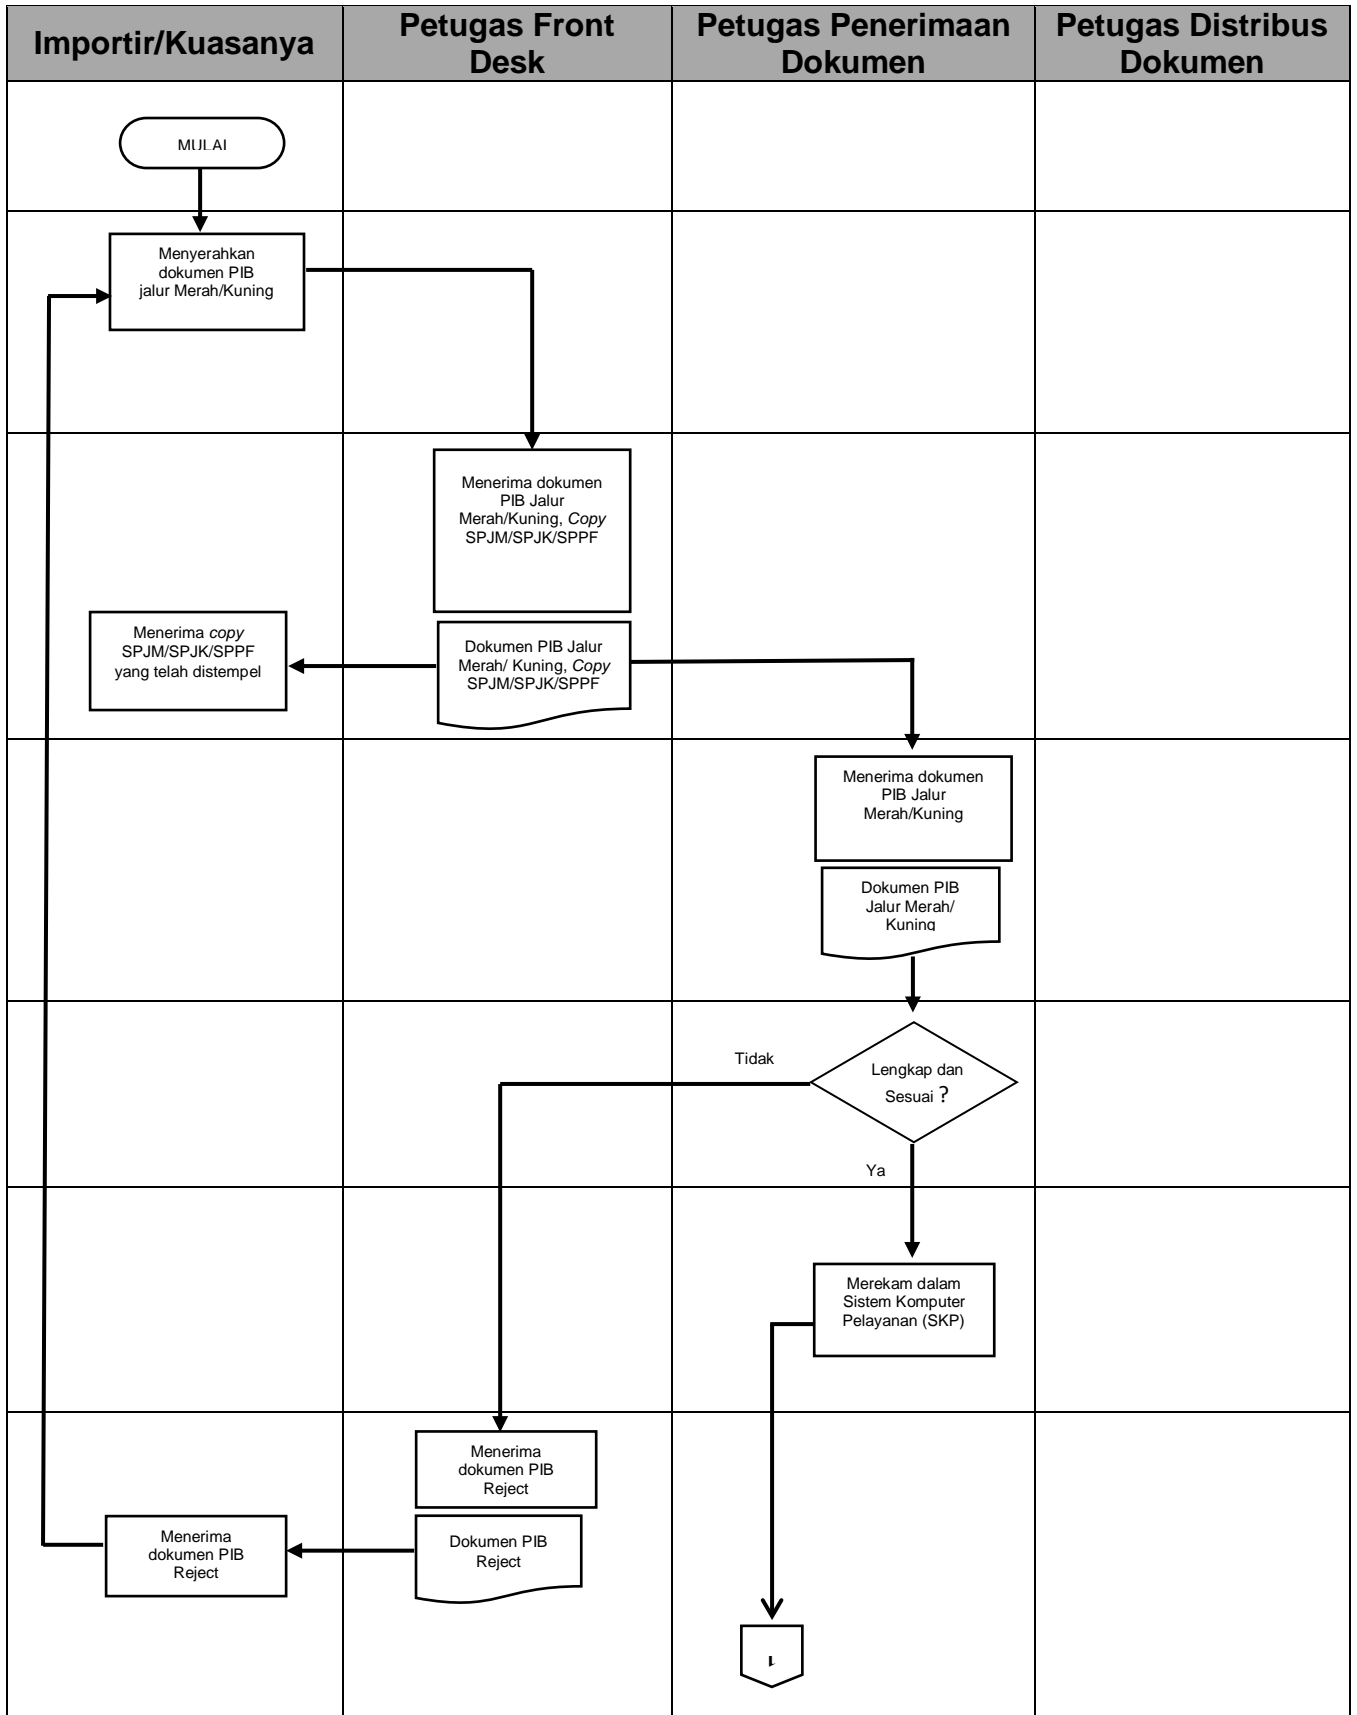 Importir/Kuasanya
Petugas Front
Desk
Petugas Penerimaan
Dokumen
Petugas Distribus
Dokumen
MULAI
Menyerahkan
dokumen PIB
jalur Merah/Kuning
Menerima dokumen
PIB Jalur
Merah/Kuning, Copy
SPJM/SPJK/SPPF
Menerima copy
SPJM/SPJK/SPPF
yang telah distempel
Dokumen PIB Jalur
Merah/ Kuning, Copy
SPJM/SPJK/SPPF
Menerima dokumen
PIB Jalur
Merah/Kuning
Dokumen PIB
Jalur Merah/
Kuning
Tidak
Lengkap dan
Sesuai ?
Ya
Merekam dalam
Sistem Komputer
Pelayanan (SKP)
Menerima
dokumen PIB
Reject
Menerima
dokumen PIB
Reject
Dokumen PIB
Reject
1